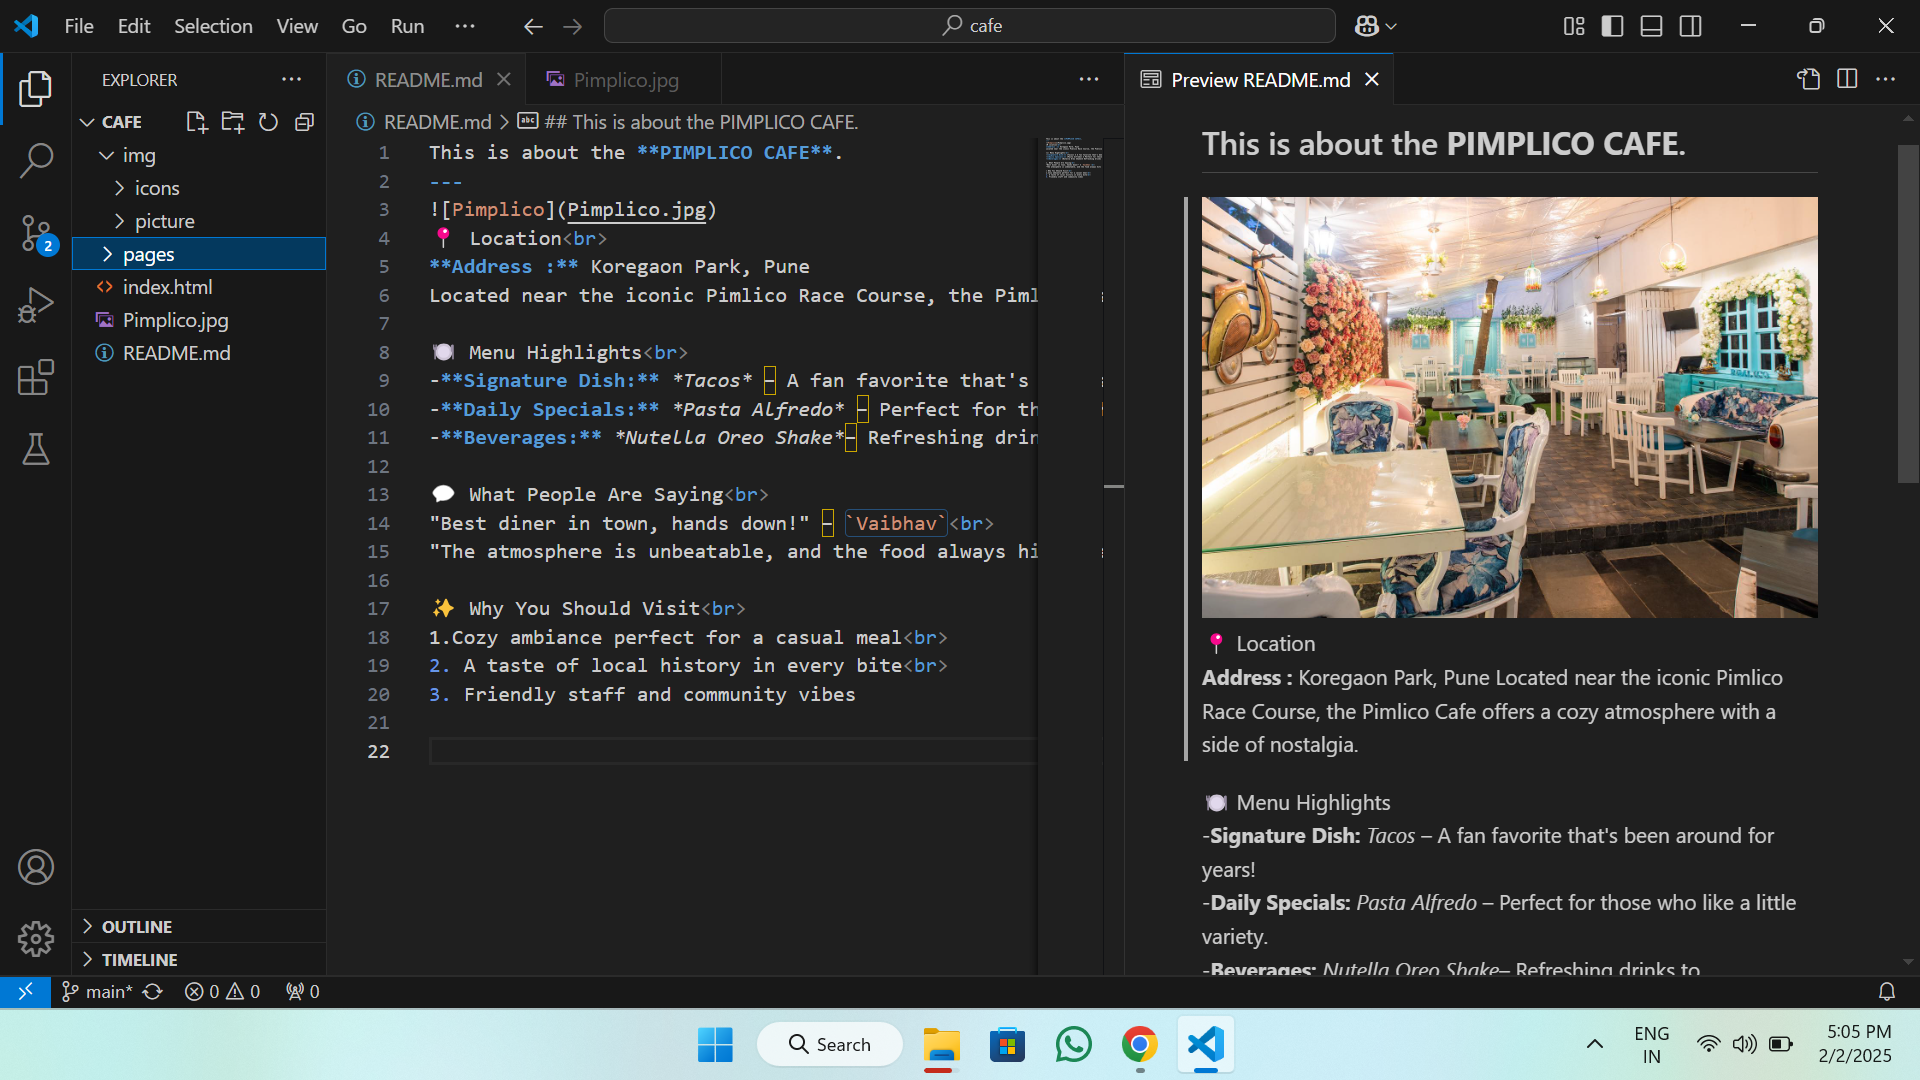 File Edit Selection View Go Run ··· cafe
EXPLORER
CAFE
img
icons
picture
pages
index.html
Pimplico.jpg
README.md
OUTLINE
TIMELINE
2
README.md Pimplico.jpg
README.md > ## This is about the PIMPLICO CAFE.
1 This is about the **PIMPLICO CAFE**.
2 ---
3 ![Pimplico](Pimplico.jpg)
4 📍 Location<br>
5 **Address :** Koregaon Park, Pune
6 Located near the iconic Pimlico Race Course, the Piml
7
8 🍽️ Menu Highlights<br>
9 -**Signature Dish:** *Tacos* – A fan favorite that's
10 -**Daily Specials:** *Pasta Alfredo* – Perfect for th
11 -**Beverages:** *Nutella Oreo Shake*– Refreshing drin
12
13 💬 What People Are Saying<br>
14 "Best diner in town, hands down!" – `Vaibhav`<br>
15 "The atmosphere is unbeatable, and the food always hi
16
17 ✨ Why You Should Visit<br>
18 1.Cozy ambiance perfect for a casual meal<br>
19 2. A taste of local history in every bite<br>
20 3. Friendly staff and community vibes
21
22
Preview README.md
This is about the PIMPLICO CAFE.
📍 Location
Address : Koregaon Park, Pune Located near the iconic Pimlico
Race Course, the Pimlico Cafe offers a cozy atmosphere with a
side of nostalgia.
🍽️ Menu Highlights
-Signature Dish: Tacos – A fan favorite that's been around for
years!
-Daily Specials: Pasta Alfredo – Perfect for those who like a little
variety.
-Beverages: Nutella Oreo Shake– Refreshing drinks to
main* 0 0 0
Search
ENG
IN
5:05 PM
2/2/2025